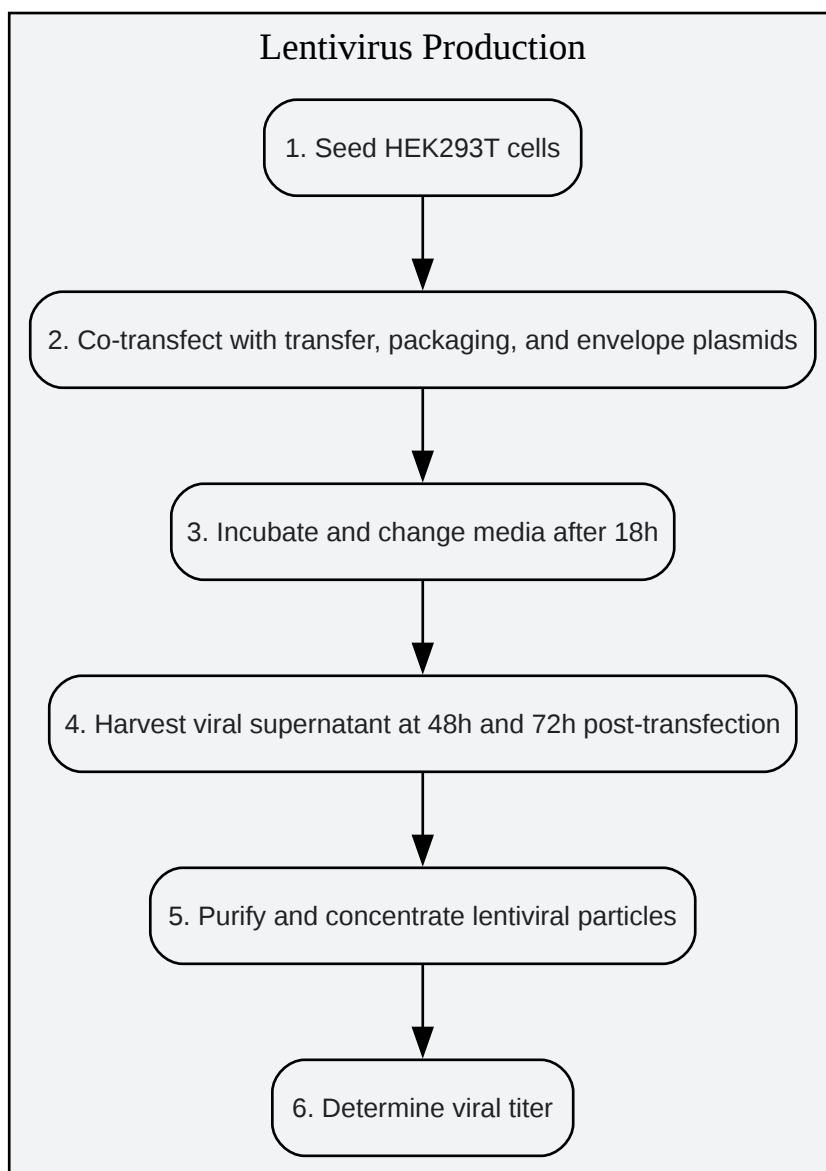 Lentivirus Production
1. Seed HEK293T cells
2. Co-transfect with transfer, packaging, and envelope plasmids
3. Incubate and change media after 18h
4. Harvest viral supernatant at 48h and 72h post-transfection
5. Purify and concentrate lentiviral particles
6. Determine viral titer